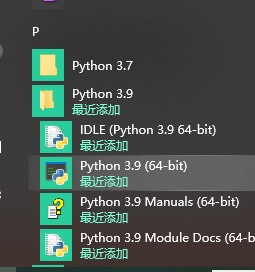 P
Python 3.7
Python 3.9
最近添加
IDLE (Python 3.9 64-bit)
最近添加
Python 3.9 (64-bit)
最近添加
Python 3.9 Manuals (64-bit)
最近添加
Python 3.9 Module Docs (64-b
最近添加